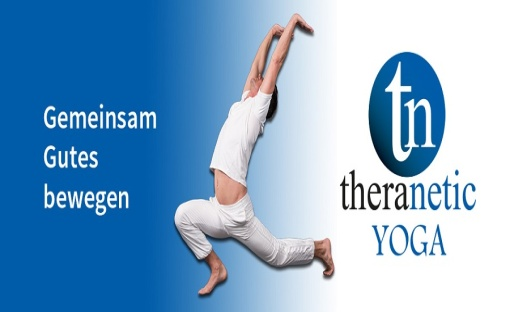 Gemeinsam
Gutes
bewegen
tn
theranetic
YOGA